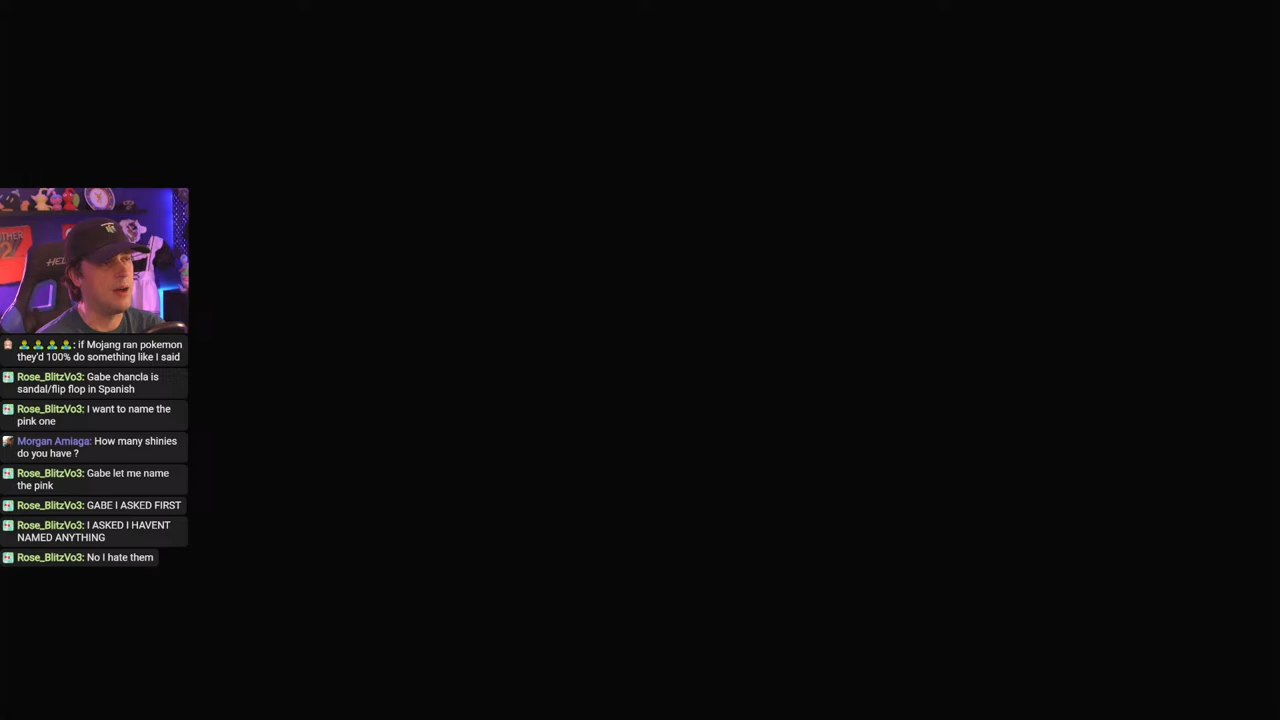 THER
HEL
: if Mojang ran pokemon
they'd 100% do something like I said
Rose_BlitzVo3: Gabe chancla is
sandal/flip flop in Spanish
Rose_BlitzVo3: I want to name the
pink one
Morgan Amiaga: How many shinies
do you have ?
Rose_BlitzVo3: Gabe let me name
the pink
Rose_BlitzVo3: GABE I ASKED FIRST
Rose_BlitzVo3: I ASKED I HAVENT
NAMED ANYTHING
Rose_BlitzVo3: No I hate them